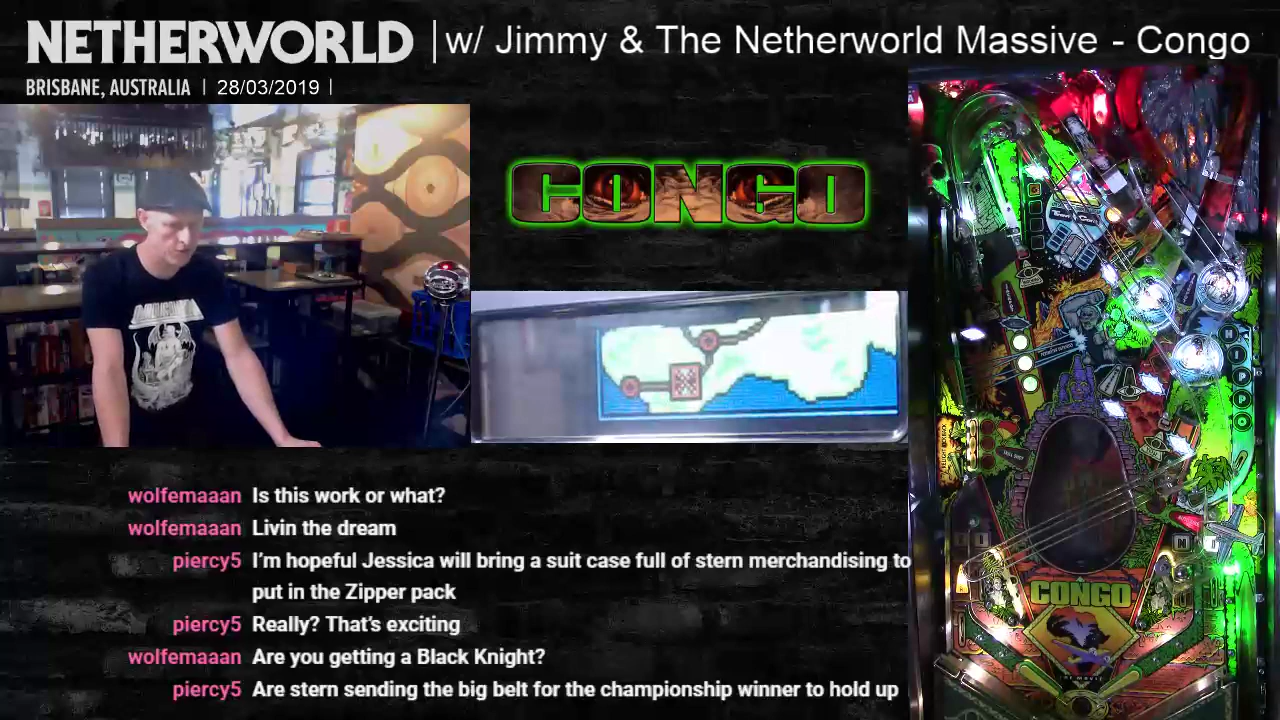 NETHERWORLD
w/ Jimmy & The Netherworld Massive - Congo
BRISBANE, AUSTRALIA | 28/03/2019 |
CONGO
wolfemaaan Is this work or what?
wolfemaaan Livin the dream
piercy5 I'm hopeful Jessica will bring a suit case full of stern merchandising to
put in the Zipper pack
piercy5 Really? That's exciting
wolfemaaan Are you getting a Black Knight?
piercy5 Are stern sending the big belt for the championship winner to hold up
CONGO